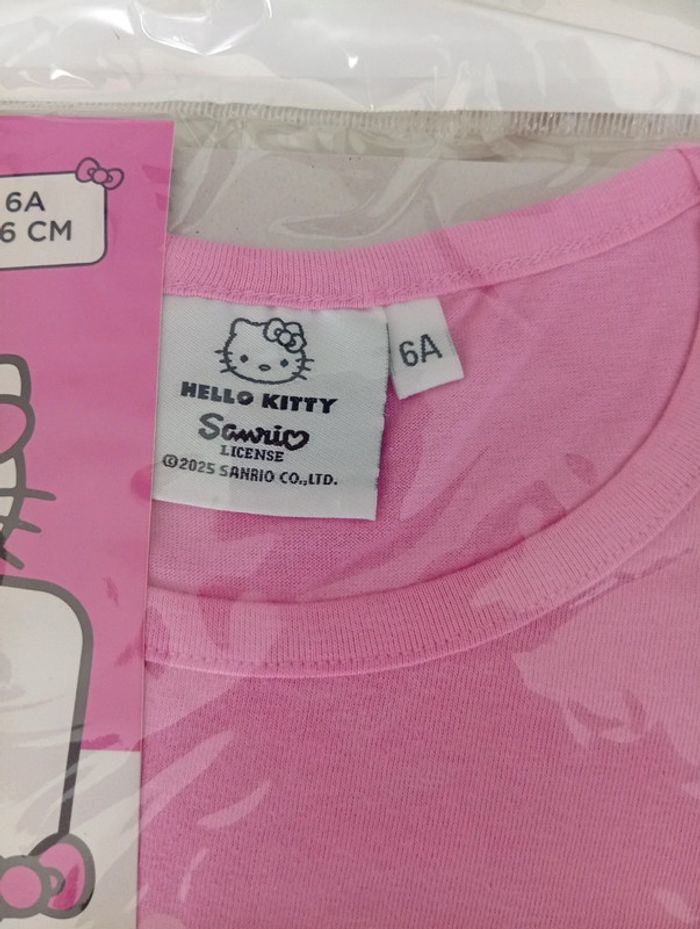 6A
6 CM
6A
HELLO KITTY
Sanrio
LICENSE
©2025 SANRIO CO.,LTD.